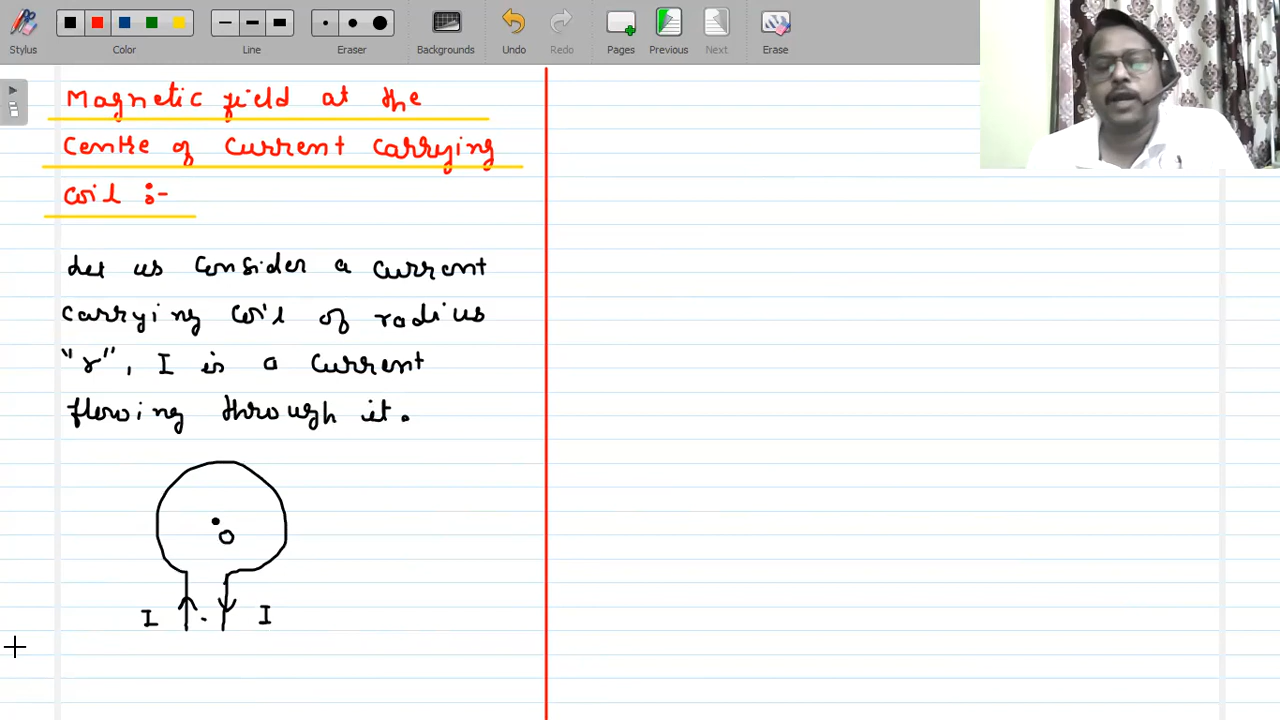 Stylus
Color
Line
Eraser
Backgrounds
Undo
Redo
Pages
Previous
Next
Erase
Magnetic field at the
Centre of Current Carrying
Coil :-
Let us Consider a Current
Carrying Coil of radius
"r", I is a Current
flowing through it.
O
I
I